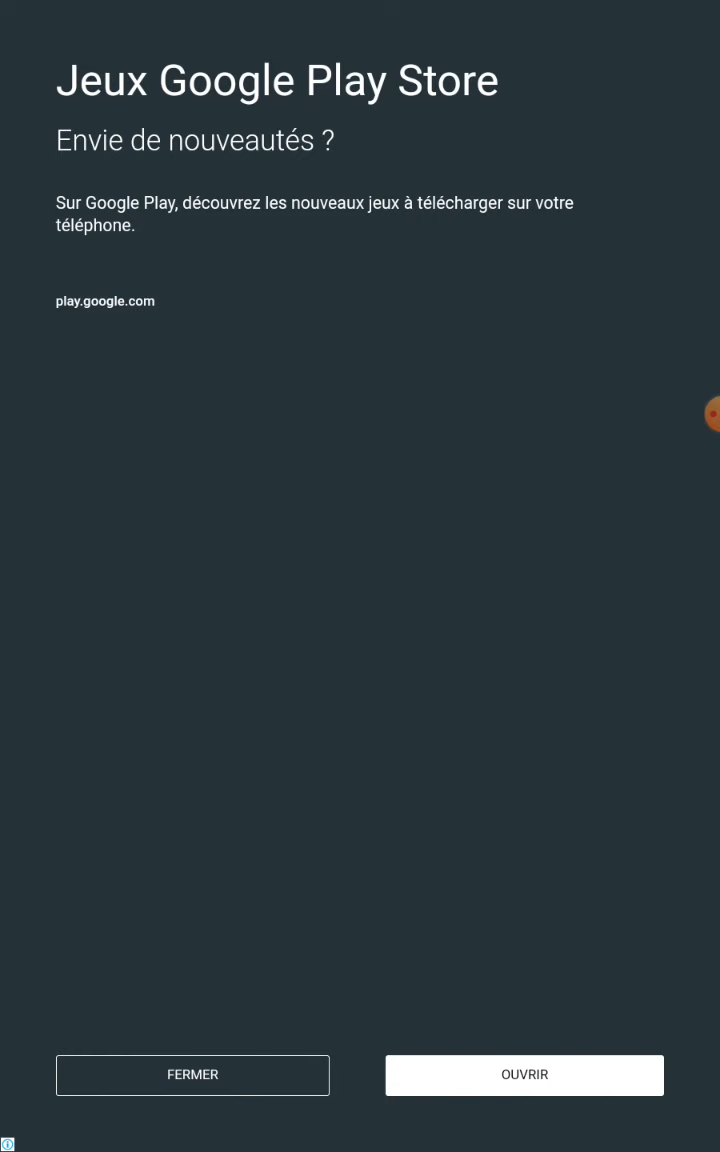 Jeux Google Play Store
Envie de nouveautés ?
Sur Google Play, découvrez les nouveaux jeux à télécharger sur votre
téléphone.
play.google.com
FERMER
OUVRIR